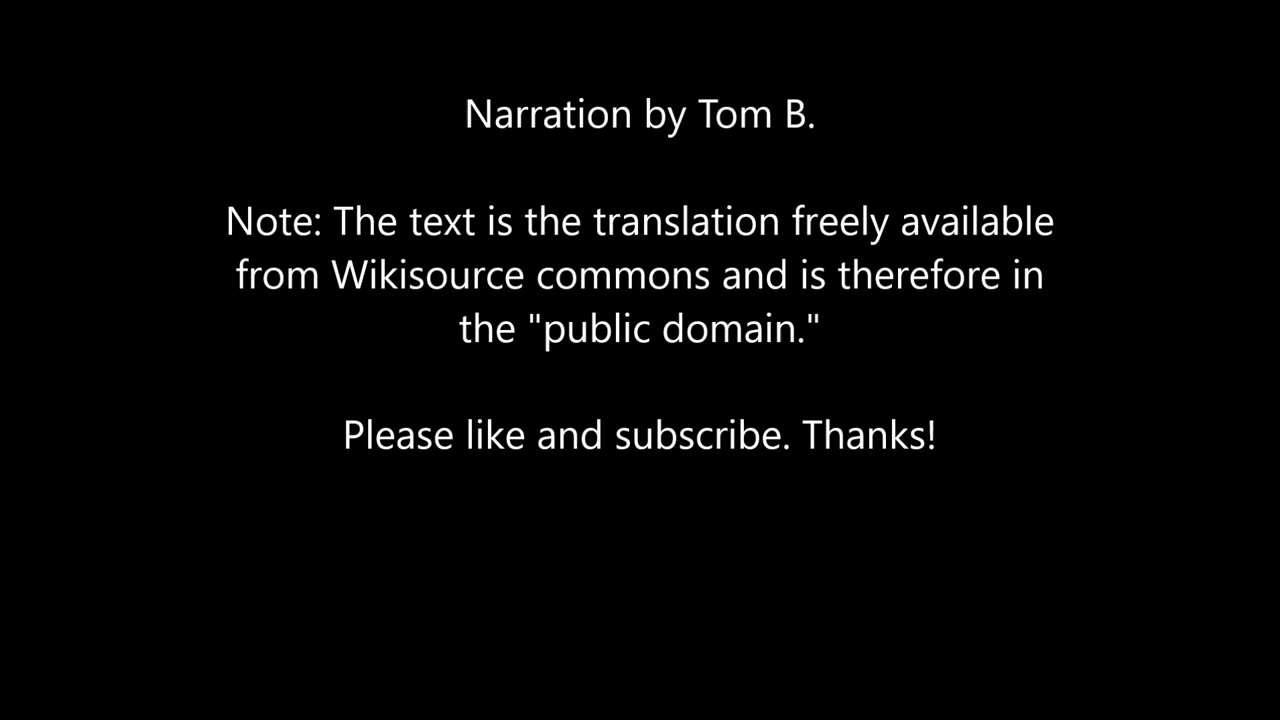 Narration by Tom B.
Note: The text is the translation freely available
from Wikisource commons and is therefore in
the "public domain."
Please like and subscribe. Thanks!